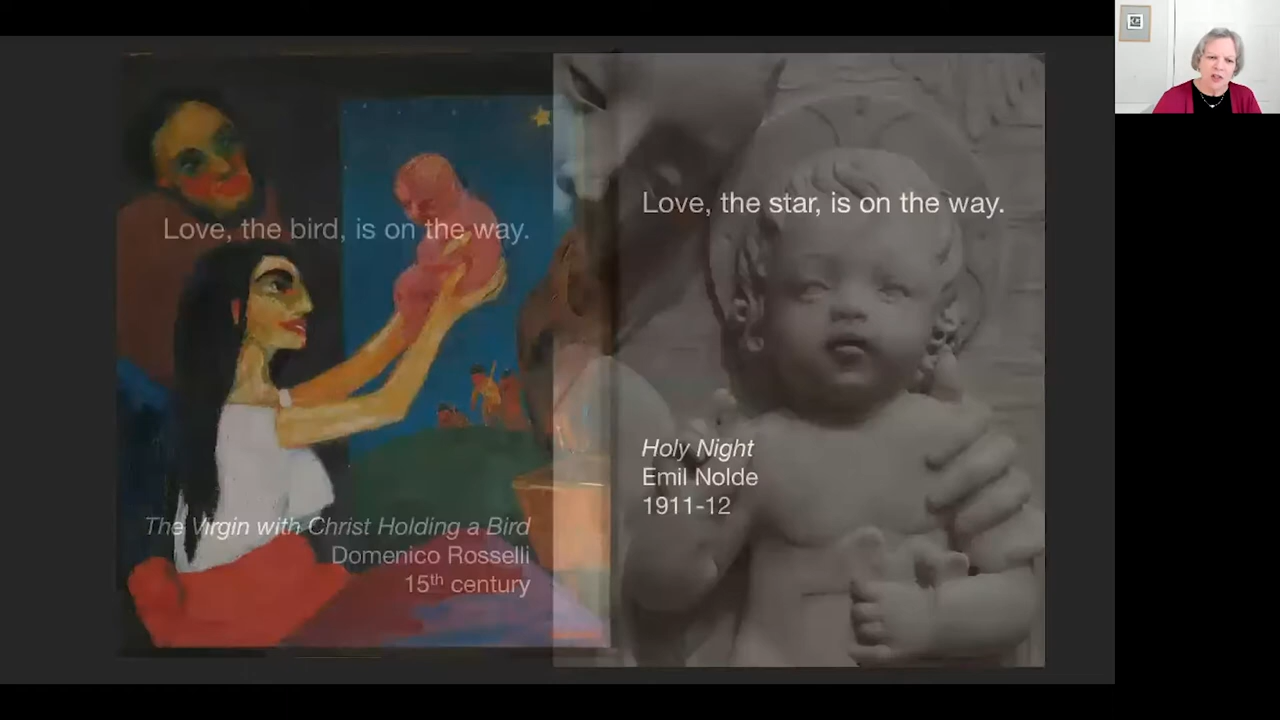 Love, the bird, is on the way.
The Virgin with Christ Holding a Bird
Domenico Rosselli
15th century
Love, the star, is on the way.
Holy Night
Emil Nolde
1911-12